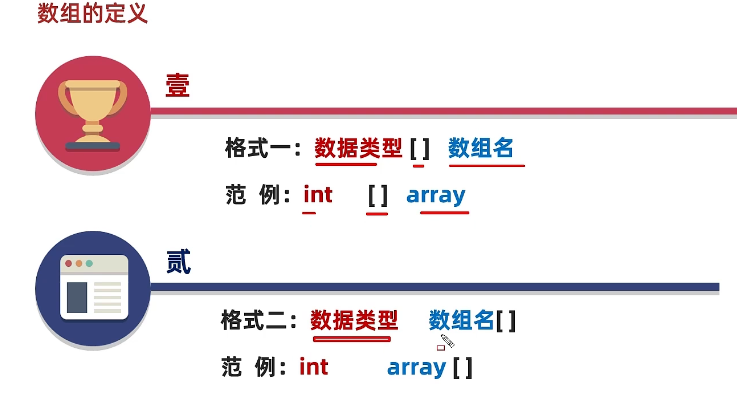 数组的定义
壹
格式一：数据类型 [ ] 数组名
范 例：int [ ] array
贰
格式二：数据类型 数组名[ ]
范 例：int array [ ]